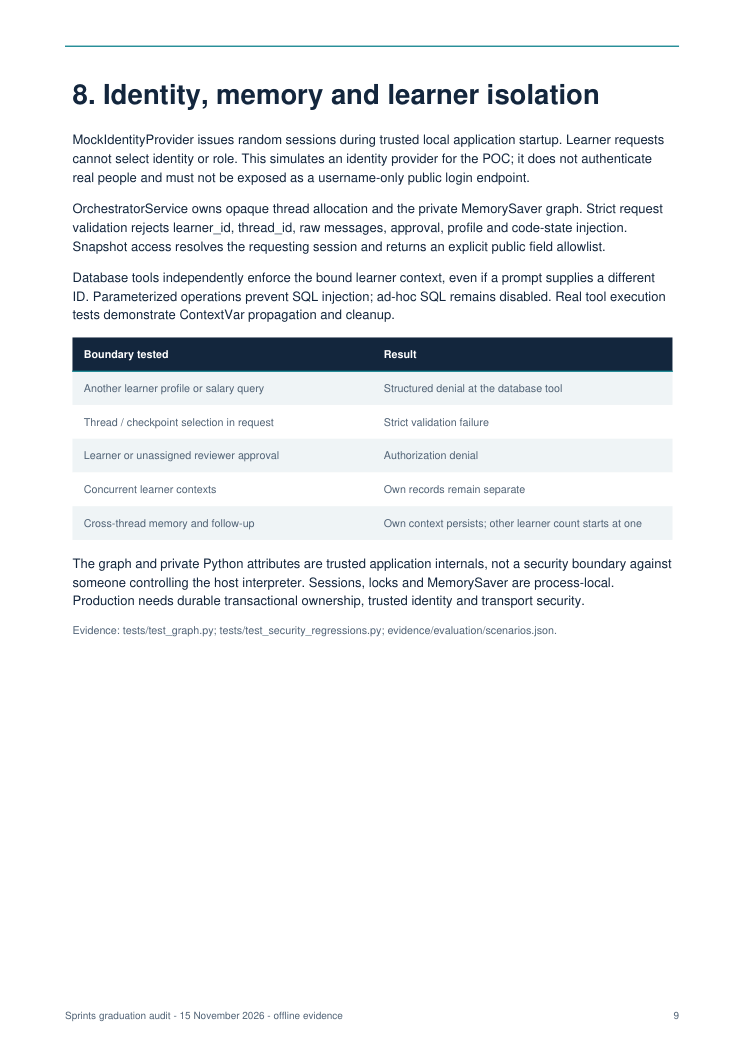 8. Identity, memory and learner isolation
MockIdentityProvider issues random sessions during trusted local application startup. Learner requests
cannot select identity or role. This simulates an identity provider for the POC; it does not authenticate
real people and must not be exposed as a username-only public login endpoint.
OrchestratorService owns opaque thread allocation and the private MemorySaver graph. Strict request
validation rejects learner_id, thread_id, raw messages, approval, profile and code-state injection.
Snapshot access resolves the requesting session and returns an explicit public field allowlist.
Database tools independently enforce the bound learner context, even if a prompt supplies a different
ID. Parameterized operations prevent SQL injection; ad-hoc SQL remains disabled. Real tool execution
tests demonstrate ContextVar propagation and cleanup.
Boundary tested Result
Another learner profile or salary query Structured denial at the database tool
Thread / checkpoint selection in request Strict validation failure
Learner or unassigned reviewer approval Authorization denial
Concurrent learner contexts Own records remain separate
Cross-thread memory and follow-up Own context persists; other learner count starts at one
The graph and private Python attributes are trusted application internals, not a security boundary against
someone controlling the host interpreter. Sessions, locks and MemorySaver are process-local.
Production needs durable transactional ownership, trusted identity and transport security.
Evidence: tests/test_graph.py; tests/test_security_regressions.py; evidence/evaluation/scenarios.json.
Sprints graduation audit - 15 November 2026 - offline evidence 9